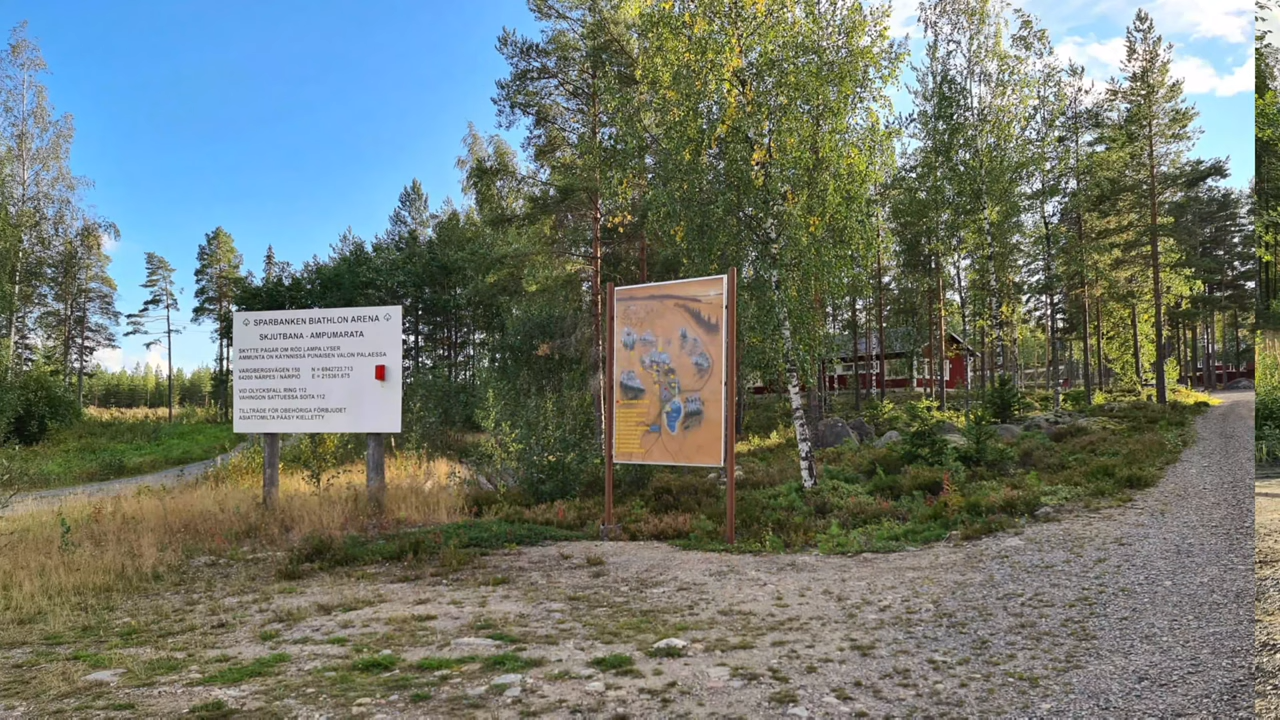 SPARBANKEN BIATHLON ARENA
SKJUTBANA - AMPUMARATA
SKYTTE PÅGÅR OM RÖD LAMPA LYSER
AMMUNTA ON KÄYNNISSÄ PUNAISEN VALON PALAESSA
VARGBERGSVÄGEN 150 N = 6942723.713
64200 NÄRPES / NÄRPIÖ E = 215361.675
VID OLYCKSFALL RING 112
VAHINGON SATTUESSA SOITA 112
TILLTRÄDE FÖR OBEHÖRIGA FÖRBJUDET
ASIATTOMILTA PÄÄSY KIELLETTY